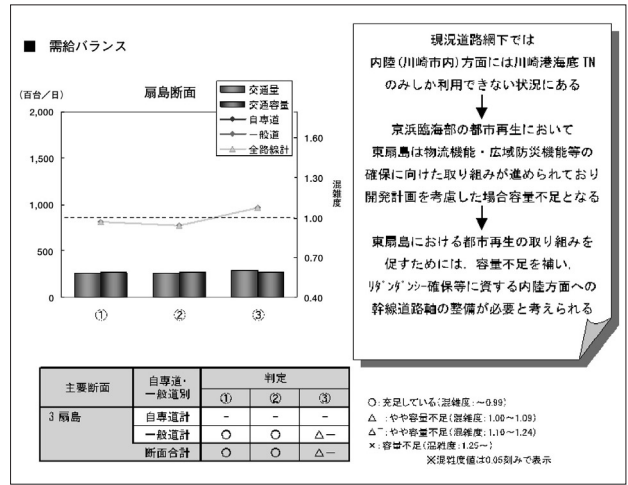 ■ 需給バランス
(百台／日)
扇島断面
交通量
交通容量
自専道
一般道
全路線計
2,000
1,500
1,000
500
0
1.60
1.30
1.00
0.70
0.40
混雑度
① ② ③
現況道路網下では
内陸(川崎市内)方面には川崎港海底TN
のみしか利用できない状況にある
京浜臨海部の都市再生において
東扇島は物流機能・広域防災機能等の
確保に向けた取り組みが進められており
開発計画を考慮した場合容量不足となる
東扇島における都市再生の取り組みを
促すためには、容量不足を補い、
ﾘﾀﾞﾝﾀﾞﾝｼｰ確保等に資する内陸方面への
幹線道路軸の整備が必要と考えられる
主要断面 自専道・一般道別 判定
① ② ③
3 扇島 自専道計 - - -
一般道計 ○ ○ △－
断面合計 ○ ○ △－
○：充足している(混雑度：～0.99)
△ ：やや容量不足(混雑度：1.00～1.09)
△－：やや容量不足(混雑度：1.10～1.24)
×：容量不足(混雑度：1.25～)
※混雑度値は0.05刻みで表示